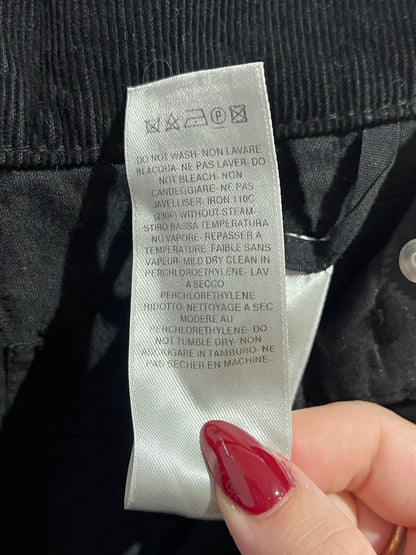 P
DO NOT WASH- NON LAVARE
IN ACQUA- NE PAS LAVER- DO
NOT BLEACH- NON
CANDEGGIARE- NE PAS
JAVELLISER- IRON 110C
(230F) WITHOUT STEAM-
STIRO BASSA TEMPERATURA
NO VAPORE- REPASSER A
TEMPERATURE FAIBLE SANS
VAPEUR- MILD DRY CLEAN IN
PERCHLOROETHYLENE- LAV
A SECCO
PERCHLORETHYLENE
RIDOTTO- NETTOYAGE A SEC
MODERE AU
PERCHLORETHYLENE- DO
NOT TUMBLE DRY- NON
ASCIUGARE IN TAMBURO- NE
PAS SECHER EN MACHINE-